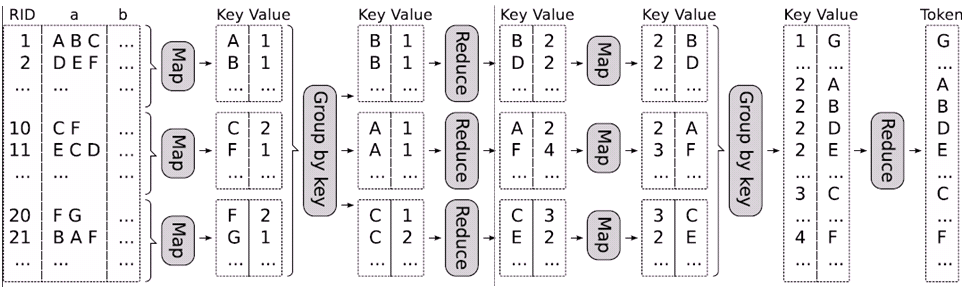 RID a b Key Value Key Value Key Value Key Value Key Value Token
1 A B C ... A 1 B 1 B 2 2 B 1 G G
2 D E F ... B 1 B 1 D 2 2 D ... ... ...
... ... ... ... ... ... ... ... ... ... 2 A A
Map Reduce Map
2 B B
10 C F ... C 2 A 1 A 2 2 A 2 D D
11 E C D ... F 1 A 1 F 4 3 F 2 E E
... ... ... ... ... ... ... ... ... ... ... ...
Map Group by key Reduce Map Group by key Reduce
3 C C
20 F G ... F 2 C 1 C 3 3 C ... ... ...
21 B A F ... G 1 C 2 E 2 2 E 4 F F
... ... ... ... ... ... ... ... ... ... ... ... ...
Map Reduce Map